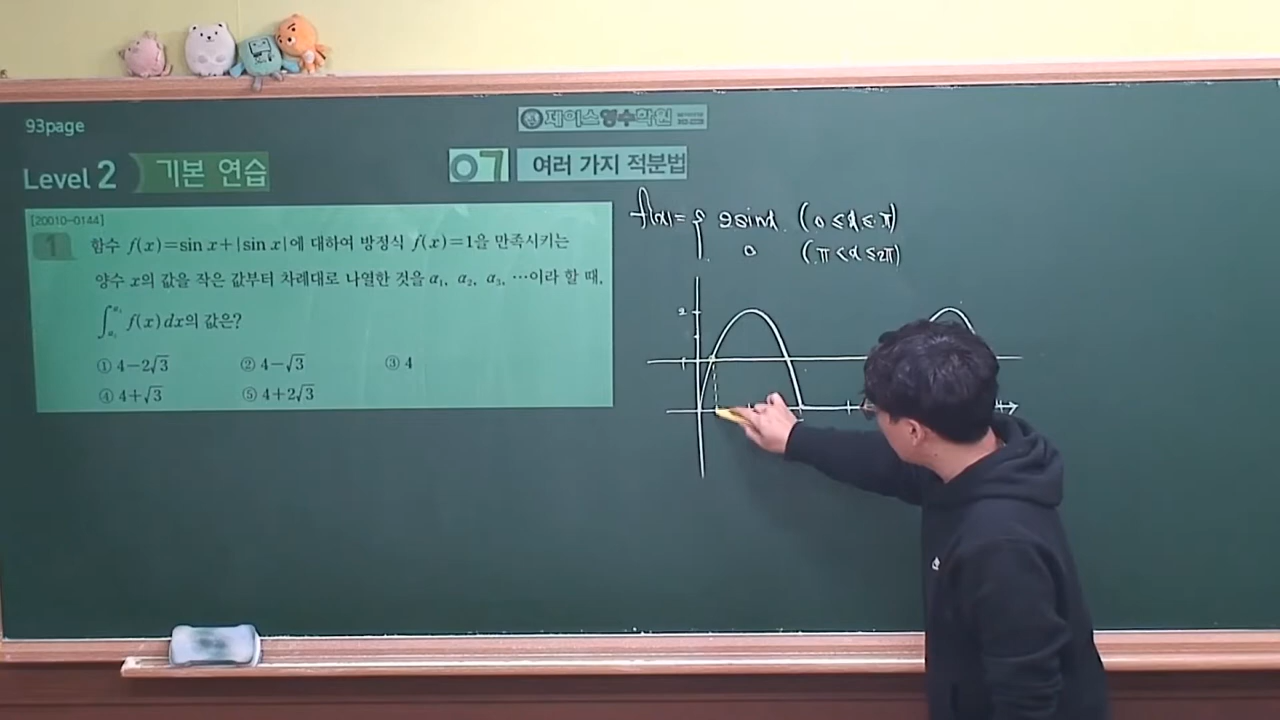 93page
제이스영수학원
Level 2 기본 연습
07 여러 가지 적분법
[20010-0144]
1 함수 f(x)=sin x+|sin x|에 대하여 방정식 f(x)=1을 만족시키는
양수 x의 값을 작은 값부터 차례대로 나열한 것을 α₁, α₂, α₃, …이라 할 때,
∫ f(x)dx의 값은?
① 4-2√3 ② 4-√3 ③ 4
④ 4+√3 ⑤ 4+2√3
f(x)={ 2sinx (0≤x≤π)
0 (π<x≤2π)
2